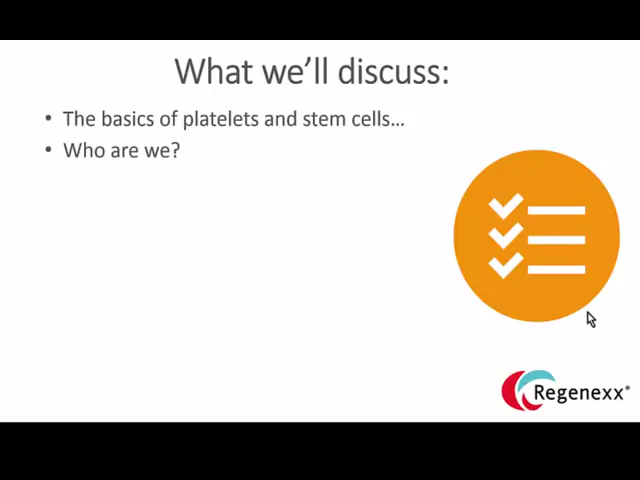 What we'll discuss:
• The basics of platelets and stem cells…
• Who are we?
Regenexx®